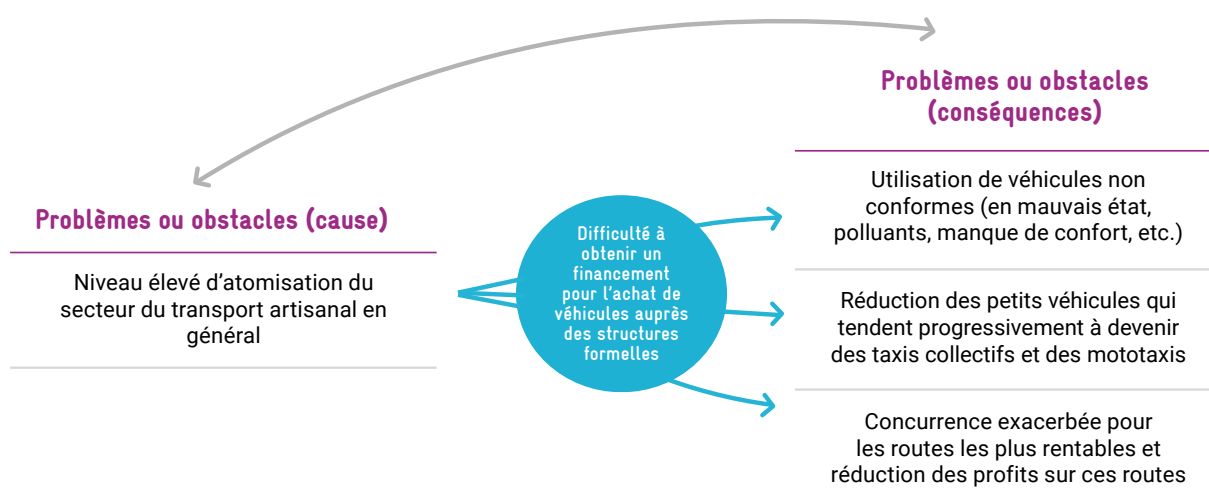 Problèmes ou obstacles (cause)
Niveau élevé d’atomisation du
secteur du transport artisanal en
général
Difficulté à
obtenir un
financement
pour l’achat de
véhicules auprès
des structures
formelles
Problèmes ou obstacles
(conséquences)
Utilisation de véhicules non
conformes (en mauvais état,
polluants, manque de confort, etc.)
Réduction des petits véhicules qui
tendent progressivement à devenir
des taxis collectifs et des mototaxis
Concurrence exacerbée pour
les routes les plus rentables et
réduction des profits sur ces routes